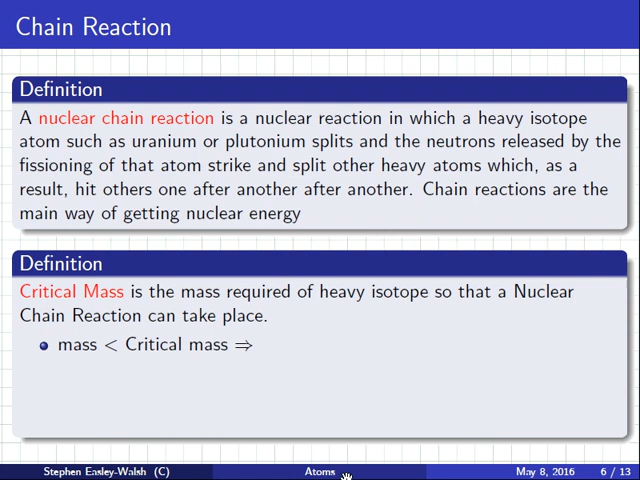 Chain Reaction
Definition
A nuclear chain reaction is a nuclear reaction in which a heavy isotope
atom such as uranium or plutonium splits and the neutrons released by the
fissioning of that atom strike and split other heavy atoms which, as a
result, hit others one after another after another. Chain reactions are the
main way of getting nuclear energy
Definition
Critical Mass is the mass required of heavy isotope so that a Nuclear
Chain Reaction can take place.
mass < Critical mass ⇒
Stephen Easley-Walsh (C) Atoms May 8, 2016 6 / 13